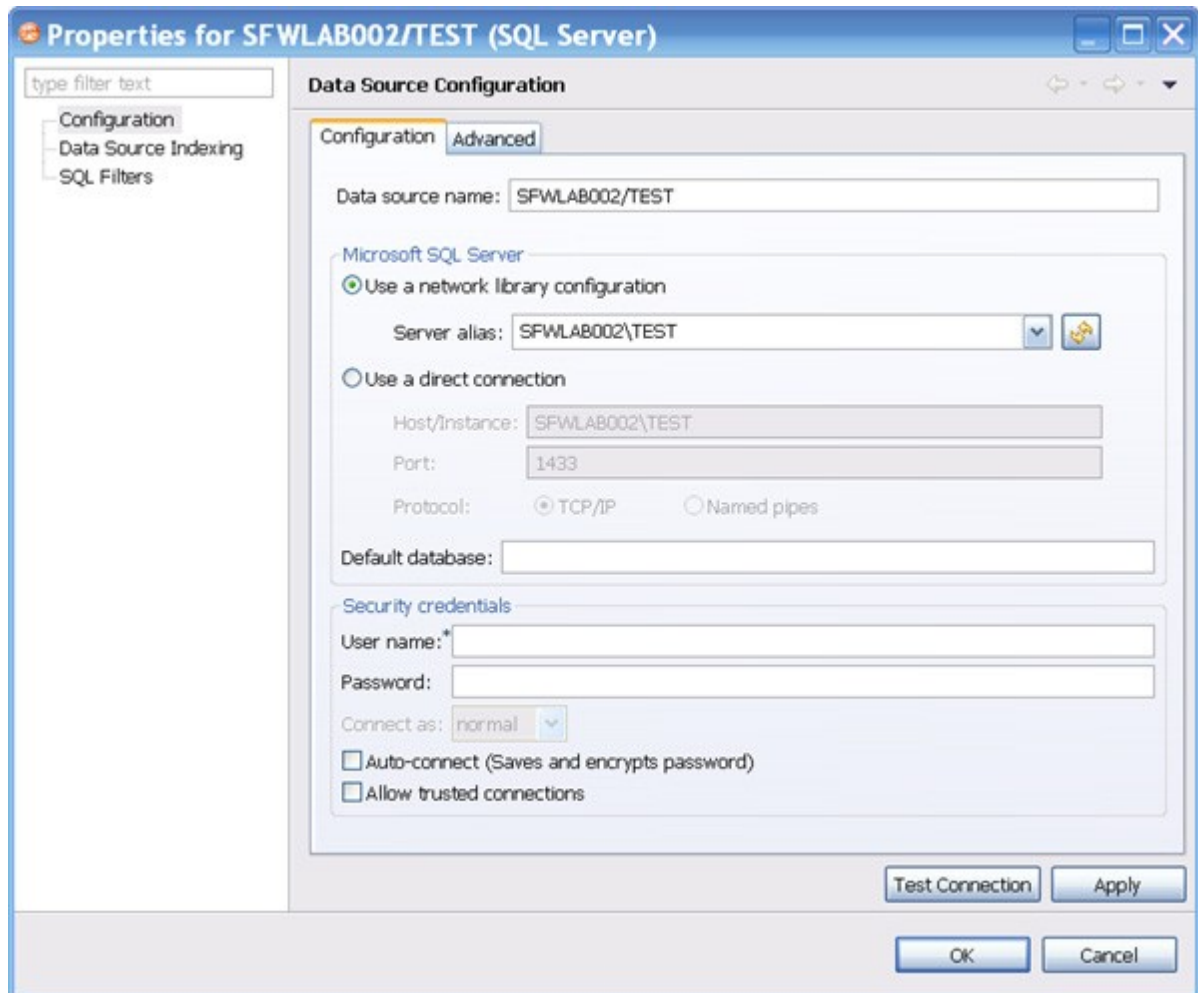 Properties for SFWLAB002/TEST (SQL Server)
type filter text
Configuration
Data Source Indexing
SQL Filters
Data Source Configuration
Configuration Advanced
Data source name: SFWLAB002/TEST
Microsoft SQL Server
Use a network library configuration
Server alias: SFWLAB002\TEST
Use a direct connection
Host/Instance: SFWLAB002\TEST
Port: 1433
Protocol: TCP/IP Named pipes
Default database:
Security credentials
User name:*
Password:
Connect as: normal
Auto-connect (Saves and encrypts password)
Allow trusted connections
Test Connection Apply
OK Cancel